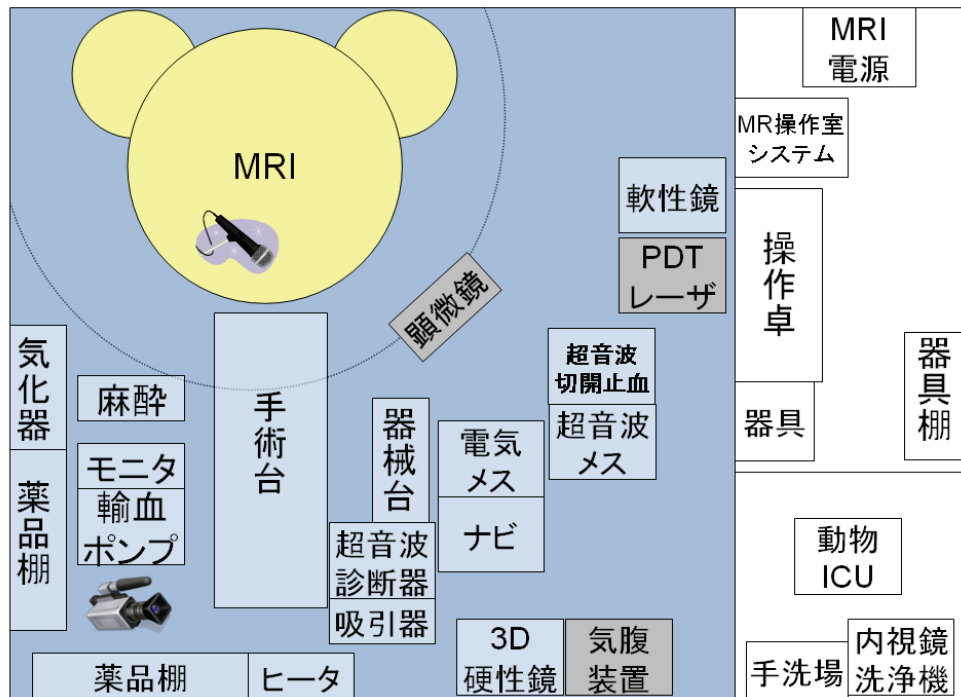 MRI
電源
MR操作室
システム
MRI
軟性鏡
PDT
レーザ
操作卓
顕微鏡
気化器
麻酔
手術台
超音波
切開止血
器具棚
器械台
器具
超音波
メス
電気
メス
モニタ
薬品棚
輸血
ポンプ
ナビ
超音波
診断器
動物
ICU
吸引器
3D
硬性鏡
気腹
装置
手洗場
内視鏡
洗浄機
薬品棚
ヒータ